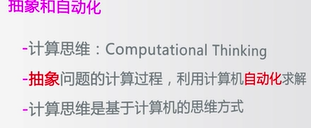 抽象和自动化
-计算思维：Computational Thinking
-抽象问题的计算过程，利用计算机自动化求解
-计算思维是基于计算机的思维方式